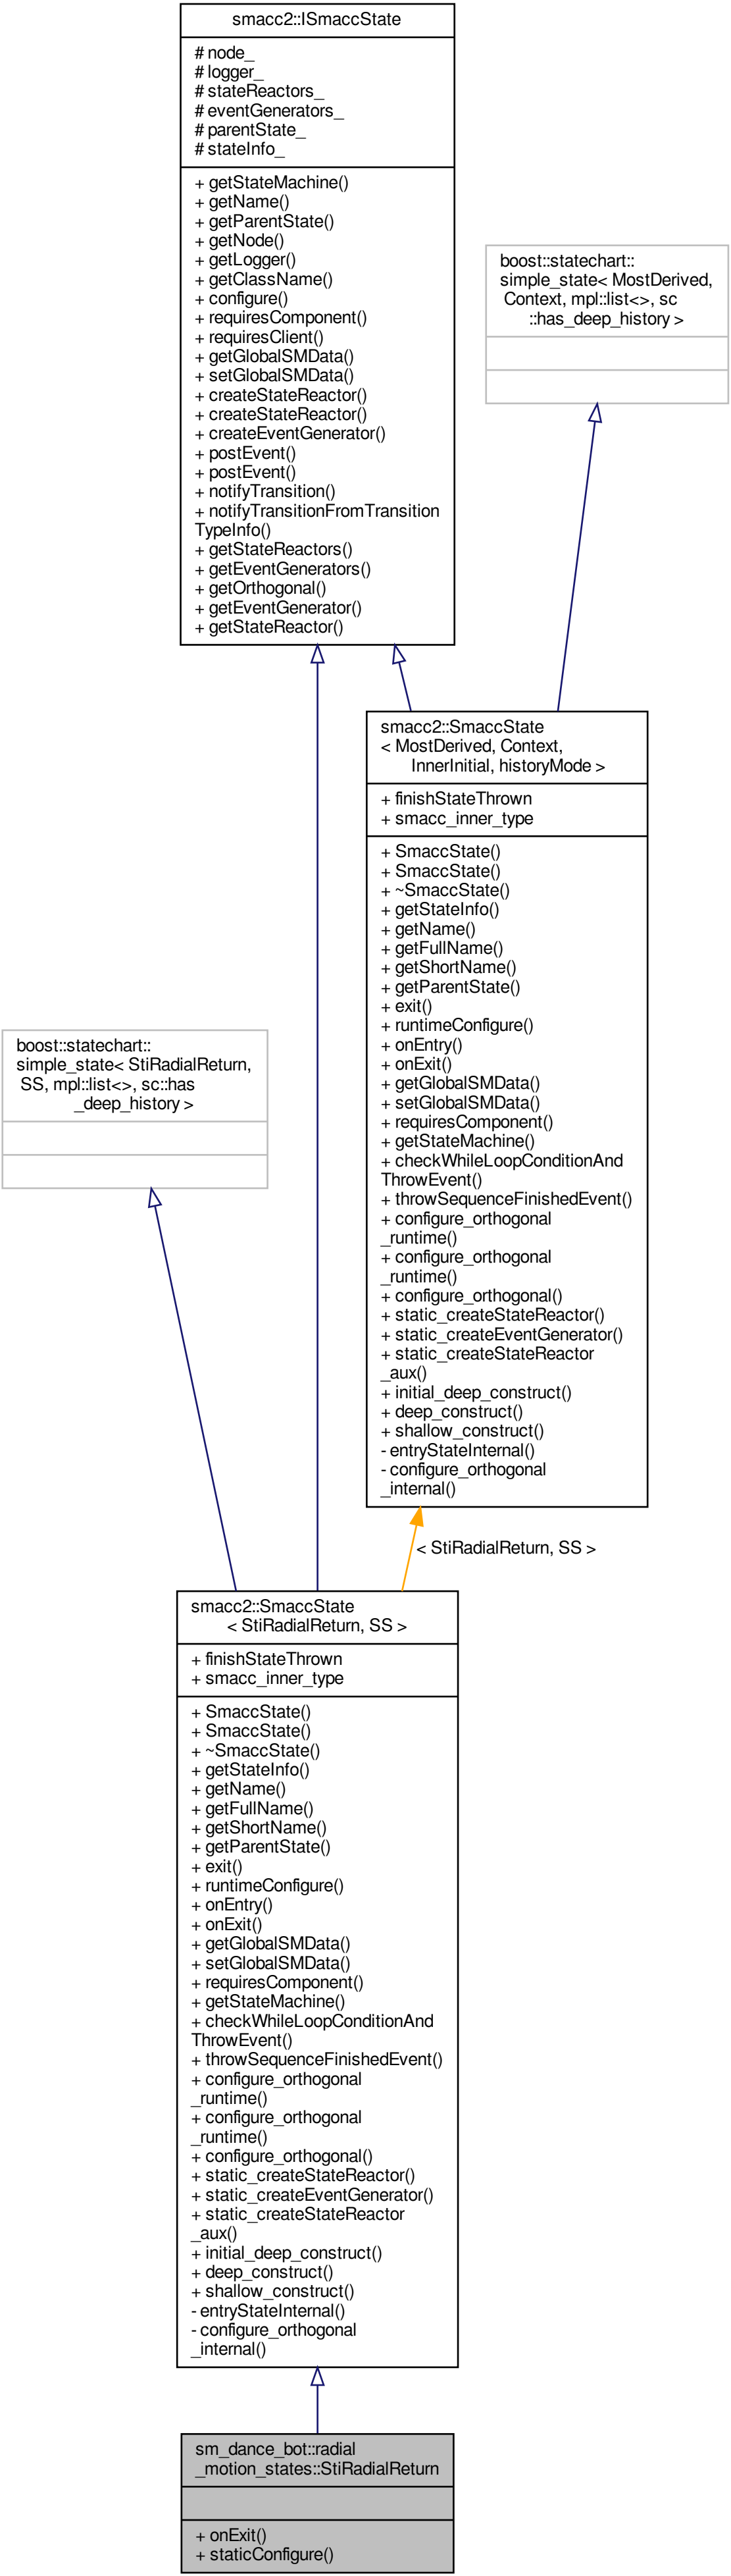 smacc2::ISmaccState
# node_
# logger_
# stateReactors_
# eventGenerators_
# parentState_
# stateInfo_
+ getStateMachine()
+ getName()
+ getParentState()
+ getNode()
+ getLogger()
+ getClassName()
+ configure()
+ requiresComponent()
+ requiresClient()
+ getGlobalSMData()
+ setGlobalSMData()
+ createStateReactor()
+ createStateReactor()
+ createEventGenerator()
+ postEvent()
+ postEvent()
+ notifyTransition()
+ notifyTransitionFromTransition
TypeInfo()
+ getStateReactors()
+ getEventGenerators()
+ getOrthogonal()
+ getEventGenerator()
+ getStateReactor()
boost::statechart::
simple_state< MostDerived,
Context, mpl::list<>, sc
::has_deep_history >
smacc2::SmaccState
< MostDerived, Context,
InnerInitial, historyMode >
+ finishStateThrown
+ smacc_inner_type
+ SmaccState()
+ SmaccState()
+ ~SmaccState()
+ getStateInfo()
+ getName()
+ getFullName()
+ getShortName()
+ getParentState()
+ exit()
+ runtimeConfigure()
+ onEntry()
+ onExit()
+ getGlobalSMData()
+ setGlobalSMData()
+ requiresComponent()
+ getStateMachine()
+ checkWhileLoopConditionAnd
ThrowEvent()
+ throwSequenceFinishedEvent()
+ configure_orthogonal
_runtime()
+ configure_orthogonal
_runtime()
+ configure_orthogonal()
+ static_createStateReactor()
+ static_createEventGenerator()
+ static_createStateReactor
_aux()
+ initial_deep_construct()
+ deep_construct()
+ shallow_construct()
- entryStateInternal()
- configure_orthogonal
_internal()
boost::statechart::
simple_state< StiRadialReturn,
SS, mpl::list<>, sc::has
_deep_history >
< StiRadialReturn, SS >
smacc2::SmaccState
< StiRadialReturn, SS >
+ finishStateThrown
+ smacc_inner_type
+ SmaccState()
+ SmaccState()
+ ~SmaccState()
+ getStateInfo()
+ getName()
+ getFullName()
+ getShortName()
+ getParentState()
+ exit()
+ runtimeConfigure()
+ onEntry()
+ onExit()
+ getGlobalSMData()
+ setGlobalSMData()
+ requiresComponent()
+ getStateMachine()
+ checkWhileLoopConditionAnd
ThrowEvent()
+ throwSequenceFinishedEvent()
+ configure_orthogonal
_runtime()
+ configure_orthogonal
_runtime()
+ configure_orthogonal()
+ static_createStateReactor()
+ static_createEventGenerator()
+ static_createStateReactor
_aux()
+ initial_deep_construct()
+ deep_construct()
+ shallow_construct()
- entryStateInternal()
- configure_orthogonal
_internal()
sm_dance_bot::radial
_motion_states::StiRadialReturn
+ onExit()
+ staticConfigure()